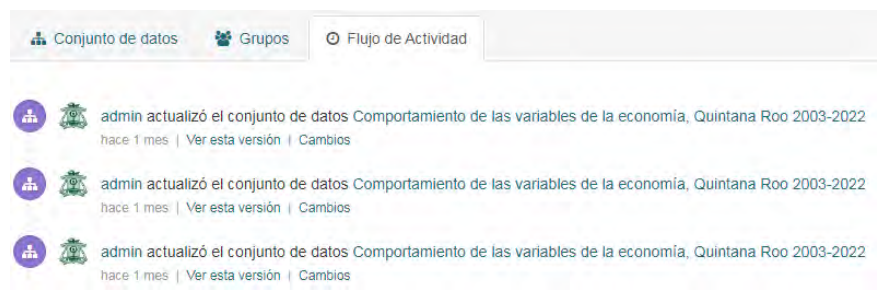 Conjunto de datos Grupos Flujo de Actividad
admin actualizó el conjunto de datos Comportamiento de las variables de la economía, Quintana Roo 2003-2022
hace 1 mes | Ver esta versión | Cambios
admin actualizó el conjunto de datos Comportamiento de las variables de la economía, Quintana Roo 2003-2022
hace 1 mes | Ver esta versión | Cambios
admin actualizó el conjunto de datos Comportamiento de las variables de la economía, Quintana Roo 2003-2022
hace 1 mes | Ver esta versión | Cambios